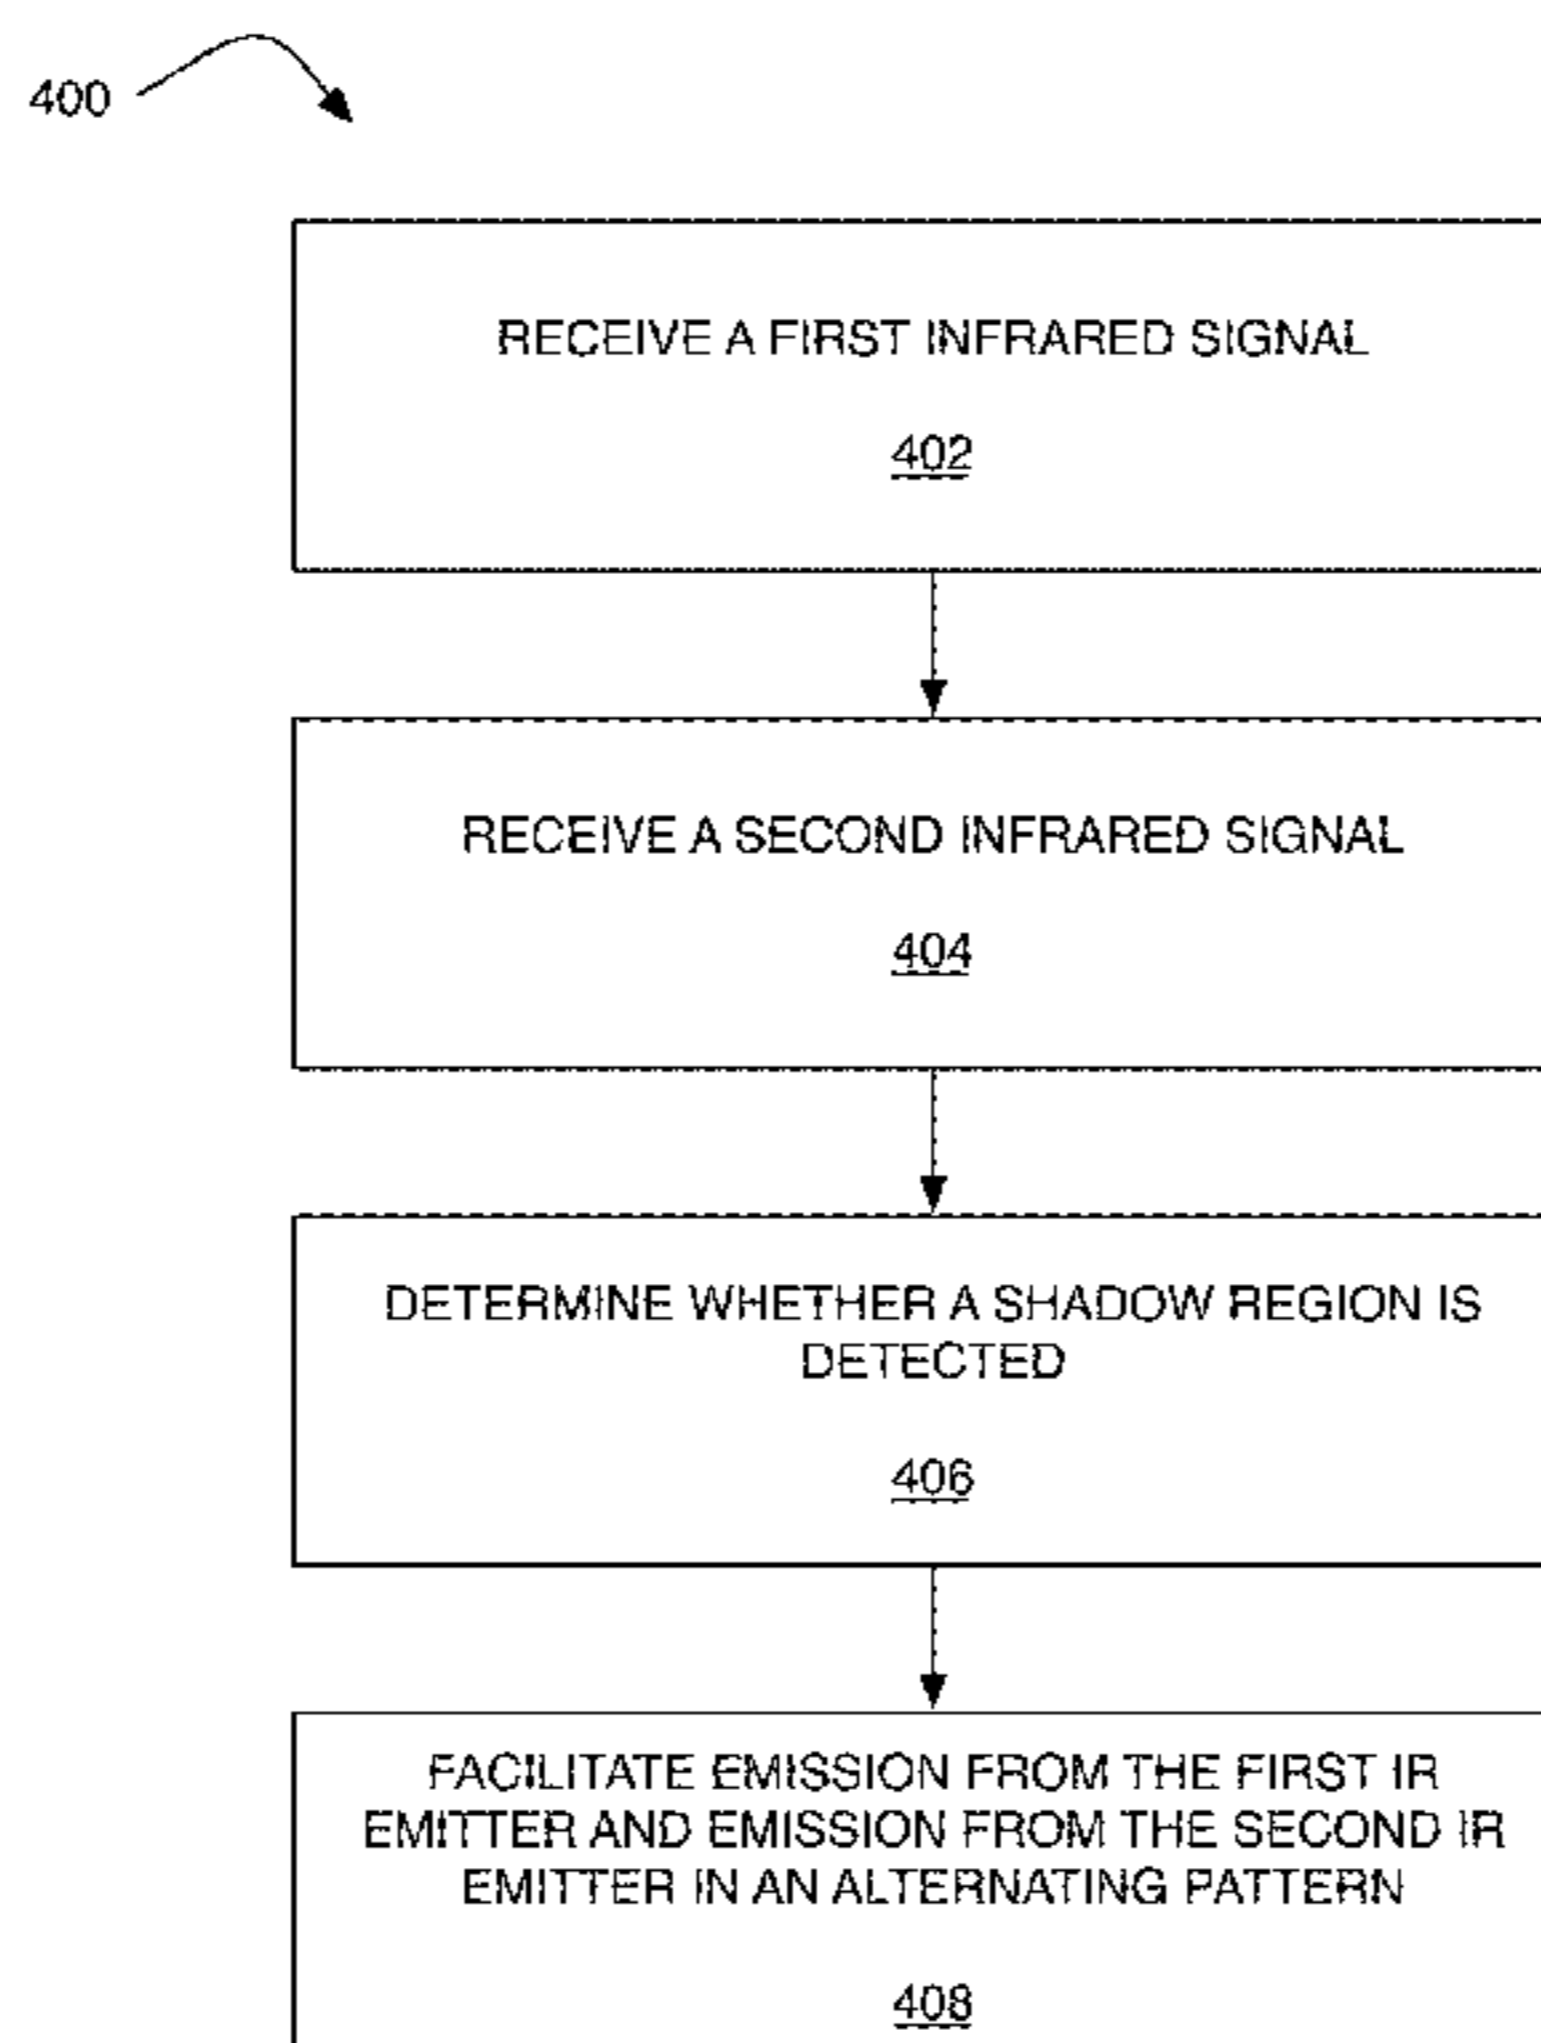 400
RECEIVE A FIRST INFRARED SIGNAL
402
RECEIVE A SECOND INFRARED SIGNAL
404
DETERMINE WHETHER A SHADOW REGION IS
DETECTED
406
FACILITATE EMISSION FROM THE FIRST IR
EMITTER AND EMISSION FROM THE SECOND IR
EMITTER IN AN ALTERNATING PATTERN
408